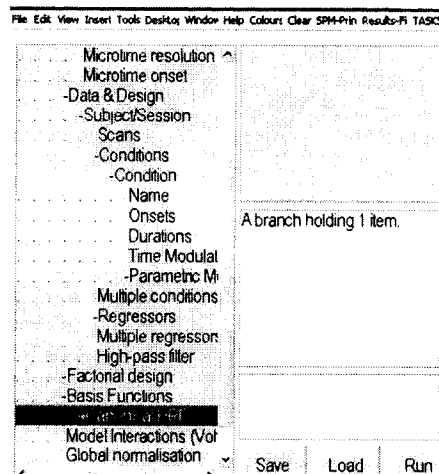 File Edit View Insert Tools Desktop Window Help Colours Clear SPM-Prin Results-Fi TASKS
Microtime resolution
Microtime onset
-Data & Design
-Subject/Session
Scans
-Conditions
-Condition
Name
Onsets
Durations
Time Modulat
-Parametric M
Multiple conditions
-Regressors
Multiple regressor
High-pass filter
-Factorial design
-Basis Functions
Model Interactions (Vol
Global normalisation
A branch holding 1 item.
Save Load Run